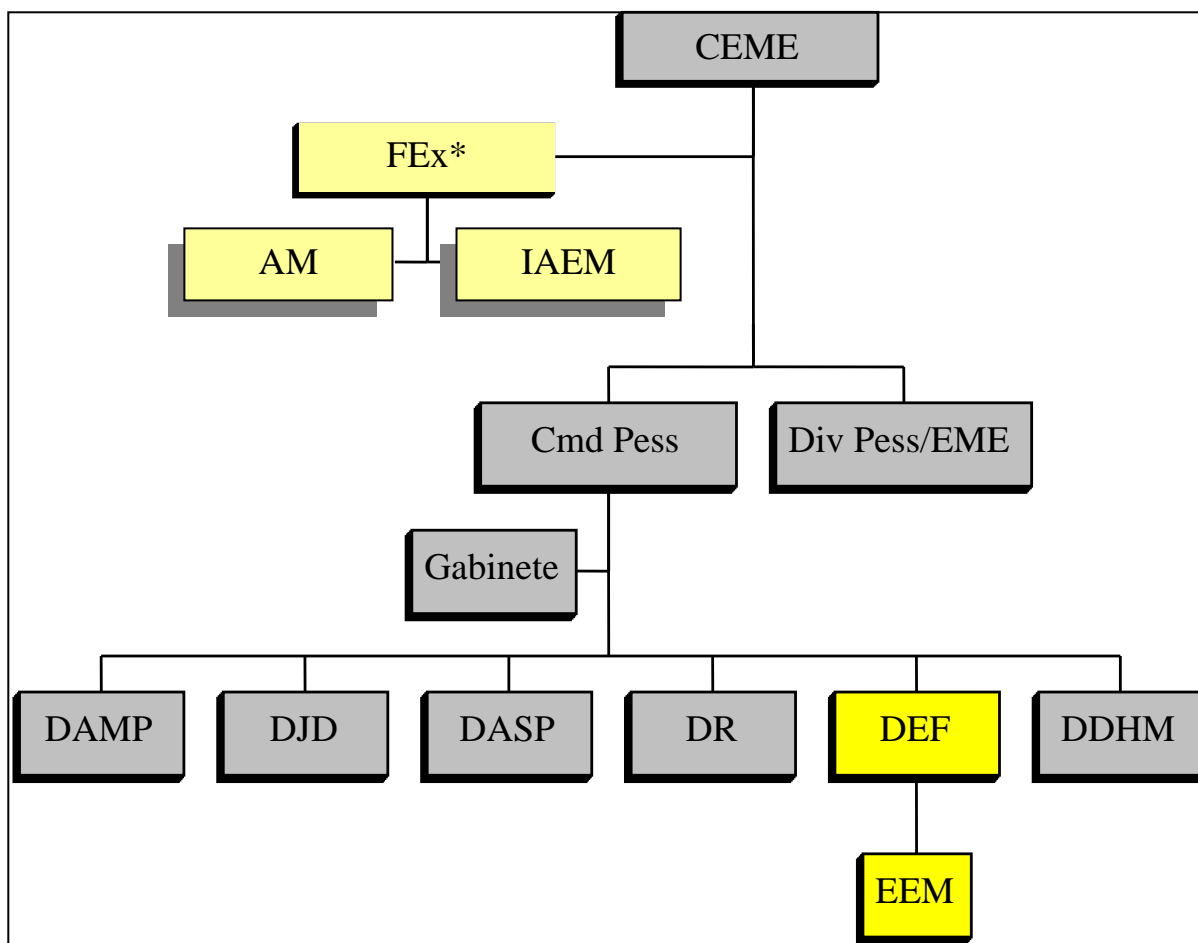 CEME
FEx*
AM
IAEM
Cmd Pess
Div Pess/EME
Gabinete
DAMP
DJD
DASP
DR
DEF
DDHM
EEM